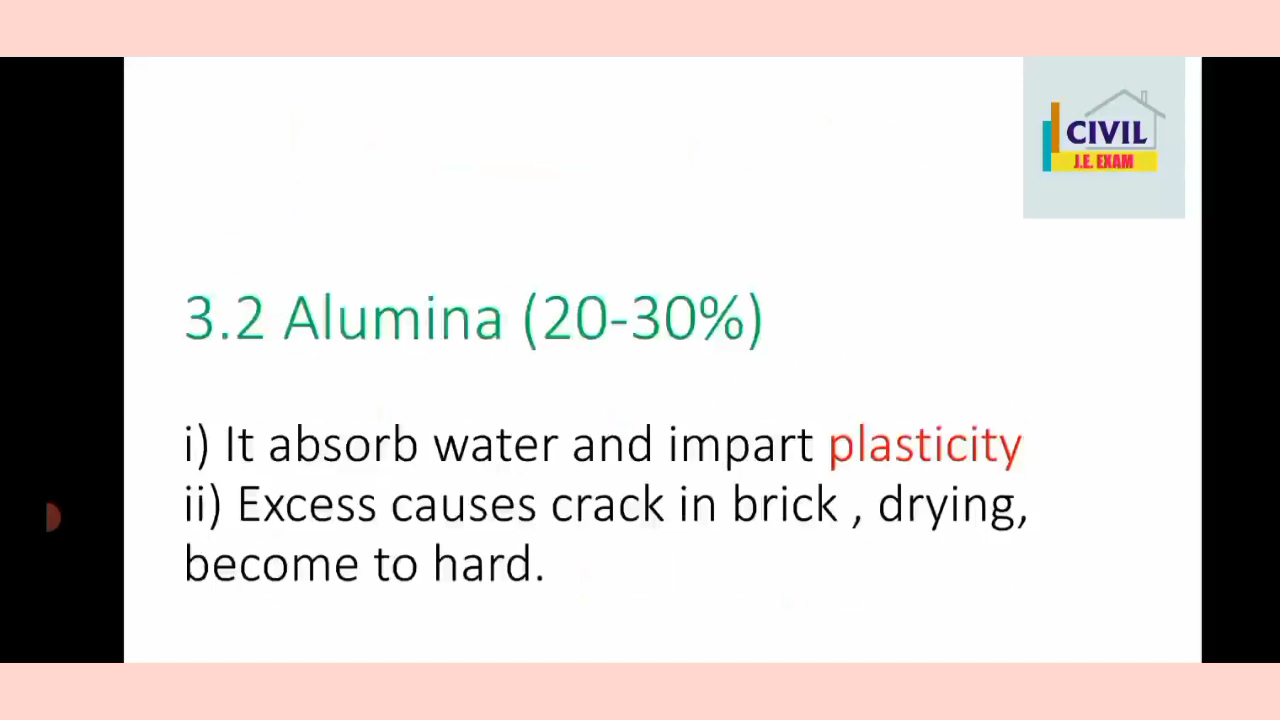 CIVIL
J.E. EXAM
3.2 Alumina (20-30%)
i) It absorb water and impart plasticity
ii) Excess causes crack in brick , drying,
become to hard.